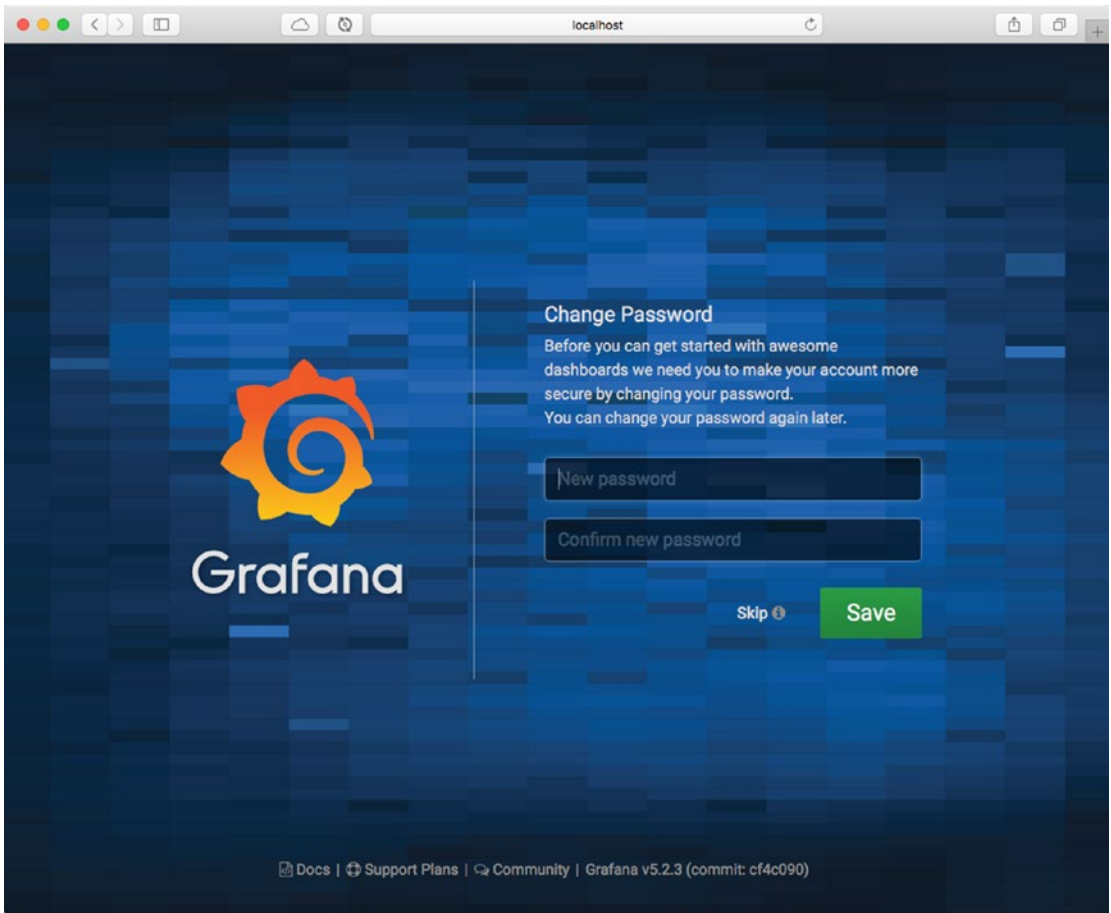 localhost
Change Password
Before you can get started with awesome
dashboards we need you to make your account more
secure by changing your password.
You can change your password again later.
New password
Confirm new password
Grafana
Skip
Save
Docs | Support Plans | Community | Grafana v5.2.3 (commit: cf4c090)